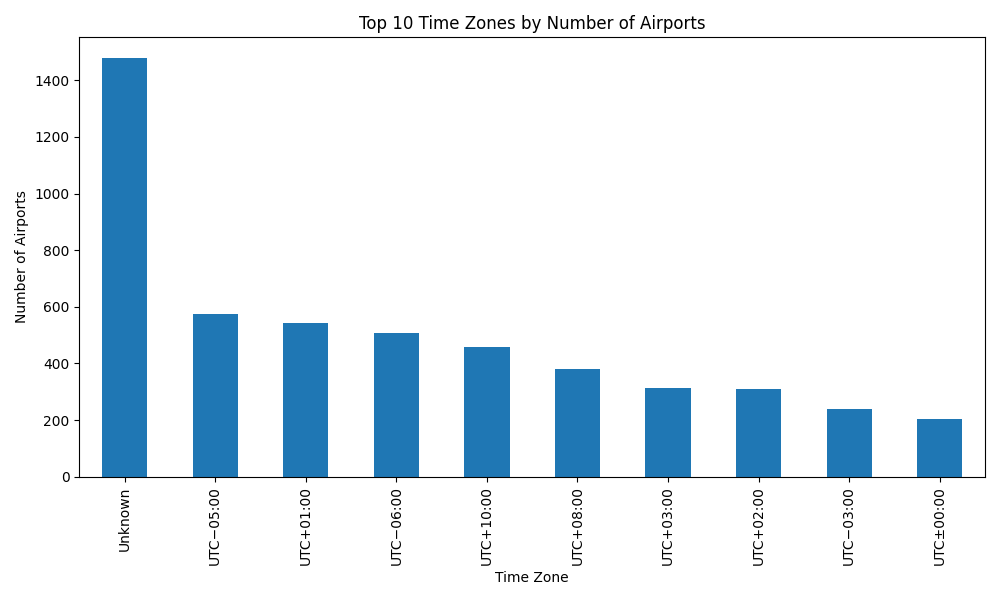 Top 10 Time Zones by Number of Airports
Number of Airports
1400
1200
1000
800
600
400
200
0
Unknown
UTC−05:00
UTC+01:00
UTC−06:00
UTC+10:00
UTC+08:00
UTC+03:00
UTC+02:00
UTC−03:00
UTC±00:00
Time Zone